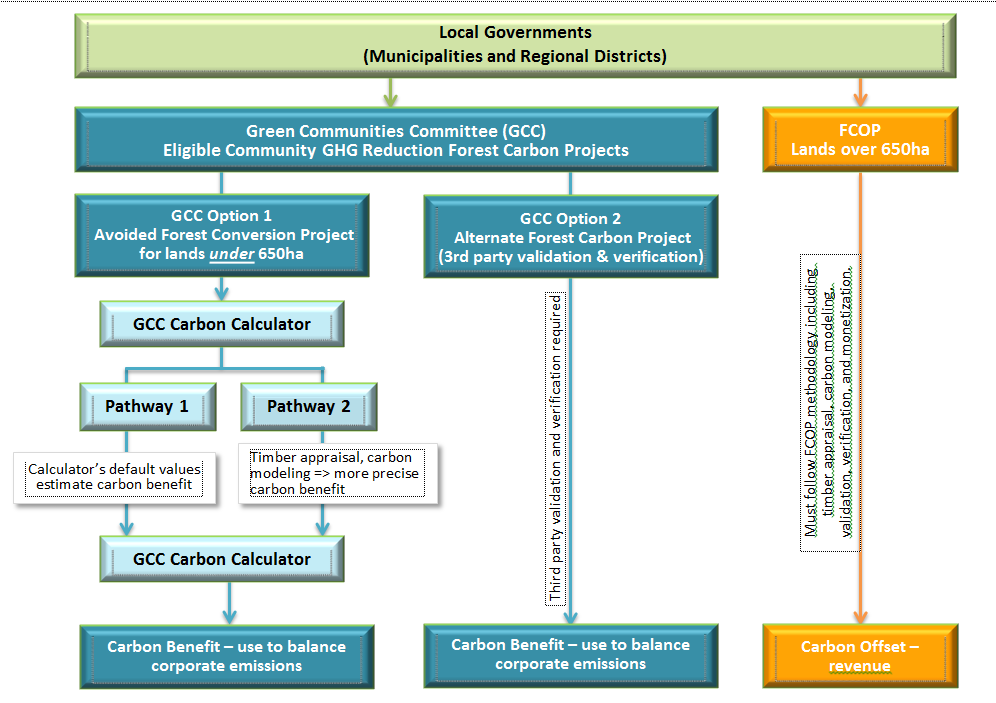 Local Governments
(Municipalities and Regional Districts)
Green Communities Committee (GCC)
Eligible Community GHG Reduction Forest Carbon Projects
FCOP
Lands over 650ha
GCC Option 1
Avoided Forest Conversion Project
for lands under 650ha
GCC Option 2
Alternate Forest Carbon Project
(3rd party validation & verification)
GCC Carbon Calculator
Pathway 1
Pathway 2
Calculator's default values
estimate carbon benefit
Timber appraisal, carbon
modeling => more precise
carbon benefit
Third party validation and verification required
Must follow FCOP methodology including
timber appraisal, carbon modeling,
validation, verification, and monetization,
GCC Carbon Calculator
Carbon Benefit – use to balance
corporate emissions
Carbon Benefit – use to balance
corporate emissions
Carbon Offset –
revenue